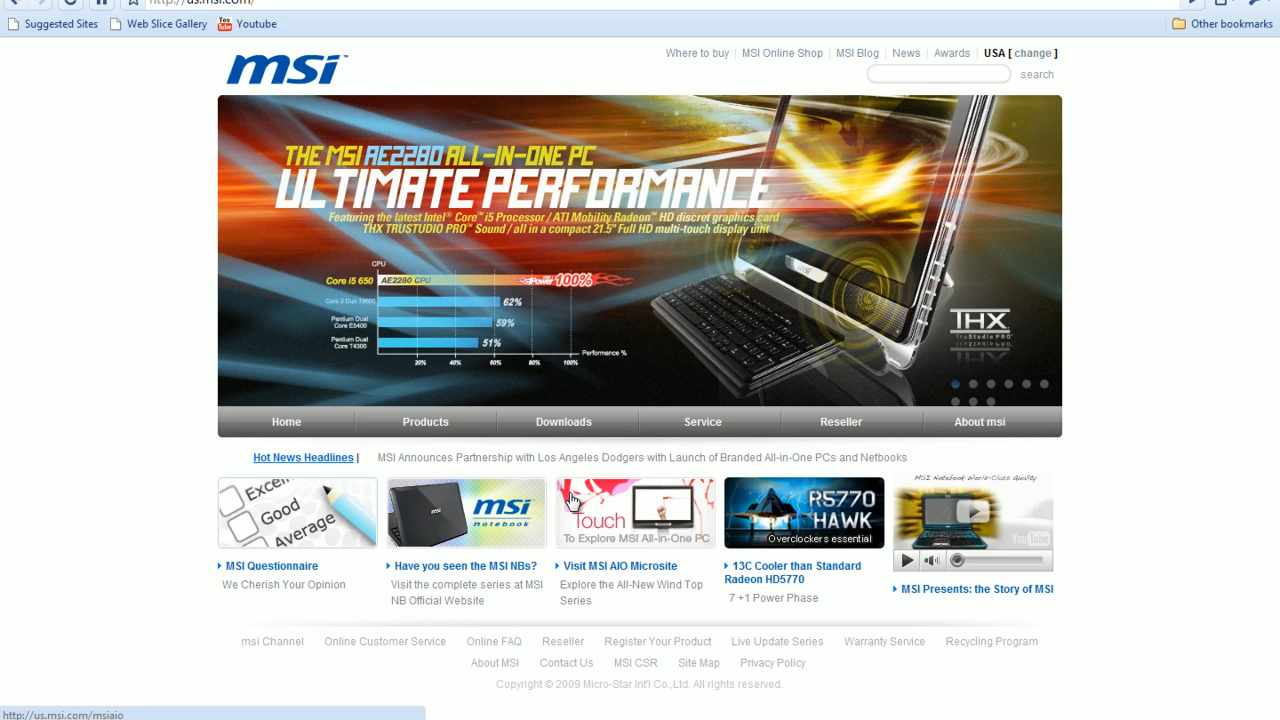 http://us.msi.com/
Suggested Sites
Web Slice Gallery
You Tube
Youtube
Other bookmarks
msi™
Where to buy | MSI Online Shop | MSI Blog | News | Awards | USA [ change ]
search
THE MSI AE2280 ALL-IN-ONE PC
ULTIMATE PERFORMANCE
Featuring the latest Intel® Core™ i5 Processor / ATI Mobility Radeon™ HD discret graphics card
THX TRUSTUDIO PRO™ Sound / all in a compact 21.5" Full HD multi-touch display unit
CPU
Core i5 650 AE2280 CPU Power 100%
62%
Pentium Dual
Core E5400
59%
Pentium Dual
Core T4300
51%
Performance %
20% 40% 60% 80% 100%
THX
TruStudio PRO™
Home
Products
Downloads
Service
Reseller
About msi
Hot News Headlines | MSI Announces Partnership with Los Angeles Dodgers with Launch of Branded All-in-One PCs and Netbooks
Good
Average
msi
msi
notebook
Touch
To Explore MSI All-in-One PC
R5770
HAWK
Overclockers essential
MSI Notebook World-Class Quality
YouTube
MSI Questionnaire
We Cherish Your Opinion
Have you seen the MSI NBs?
Visit the complete series at MSI
NB Official Website
Visit MSI AIO Microsite
Explore the All-New Wind Top
Series
13C Cooler than Standard
Radeon HD5770
7 +1 Power Phase
MSI Presents: the Story of MSI
msi Channel
Online Customer Service
Online FAQ
Reseller
Register Your Product
Live Update Series
Warranty Service
Recycling Program
About MSI
Contact Us
MSI CSR
Site Map
Privacy Policy
Copyright © 2009 Micro-Star Int'l Co.,Ltd. All rights reserved.
http://us.msi.com/msiaio